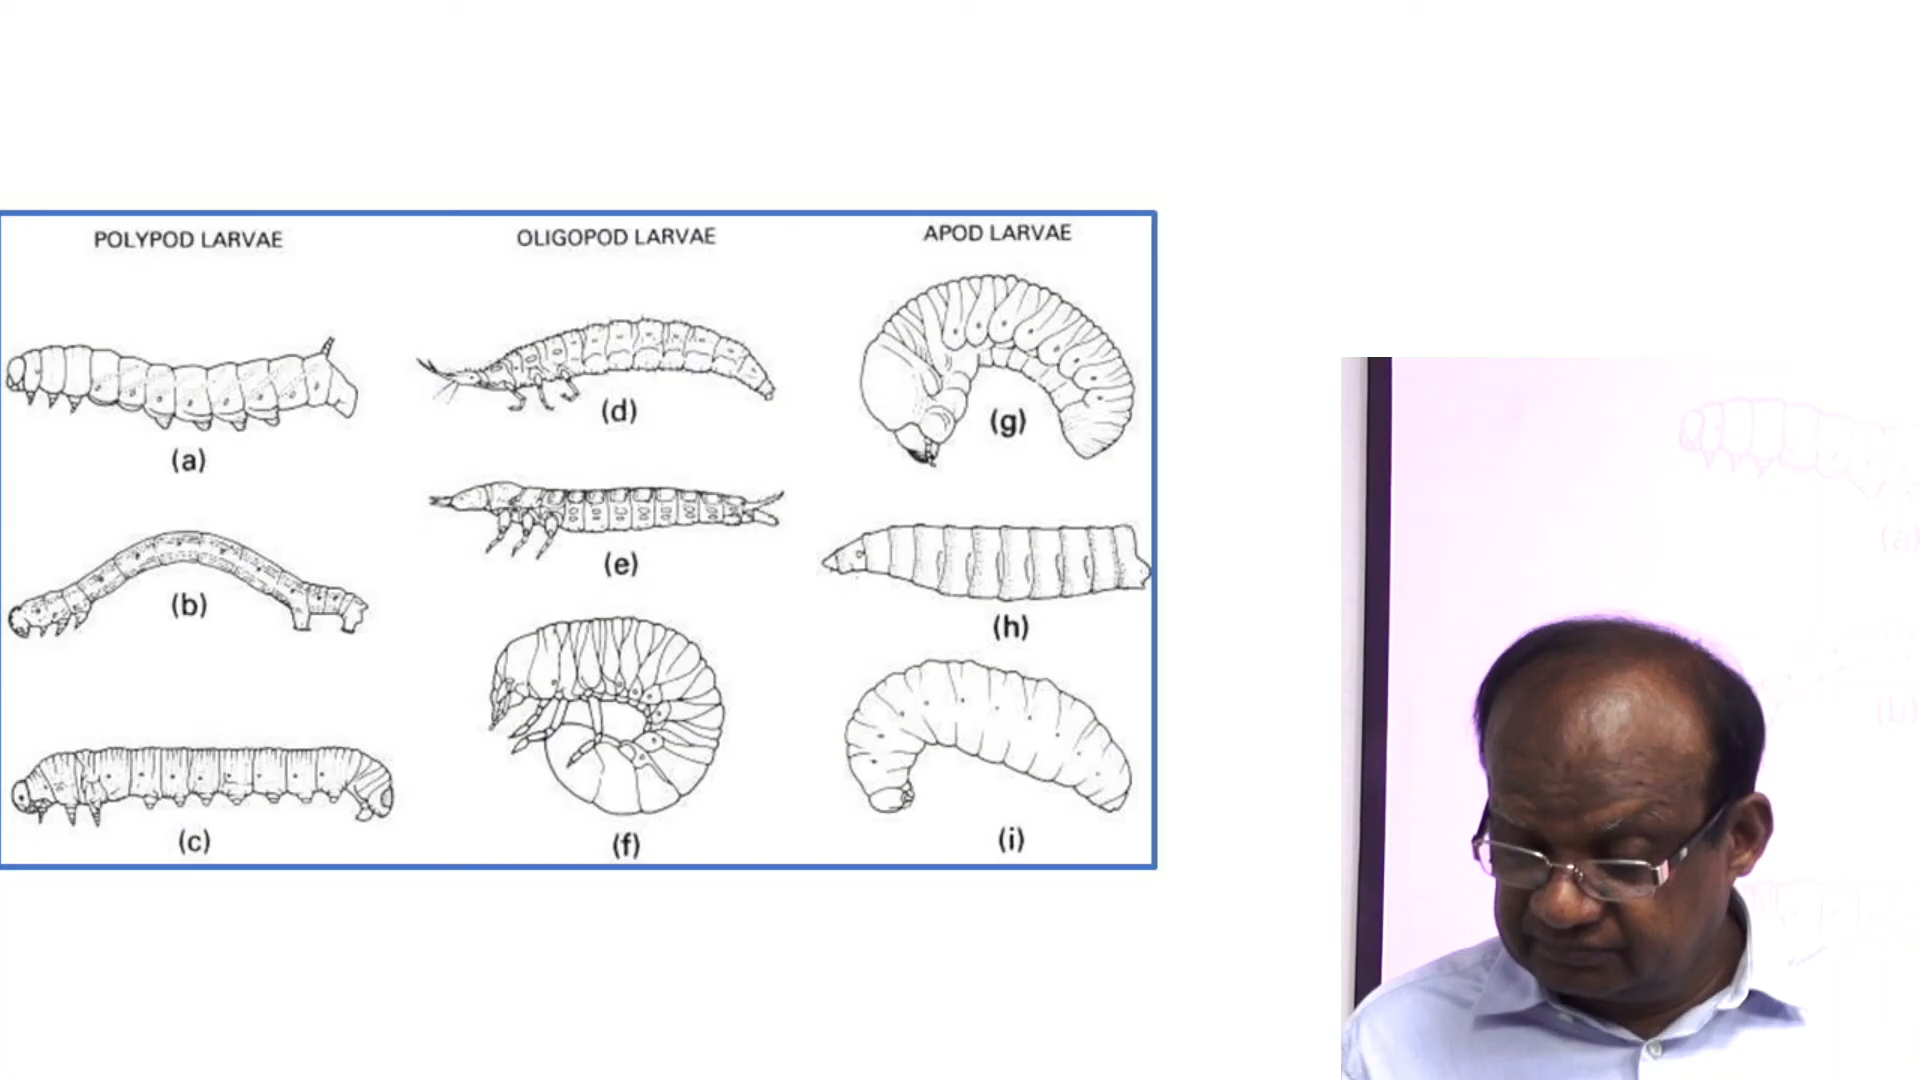 POLYPOD LARVAE
OLIGOPOD LARVAE
APOD LARVAE
(a)
(d)
(g)
(b)
(e)
(h)
(c)
(f)
(i)
(a)
(b)